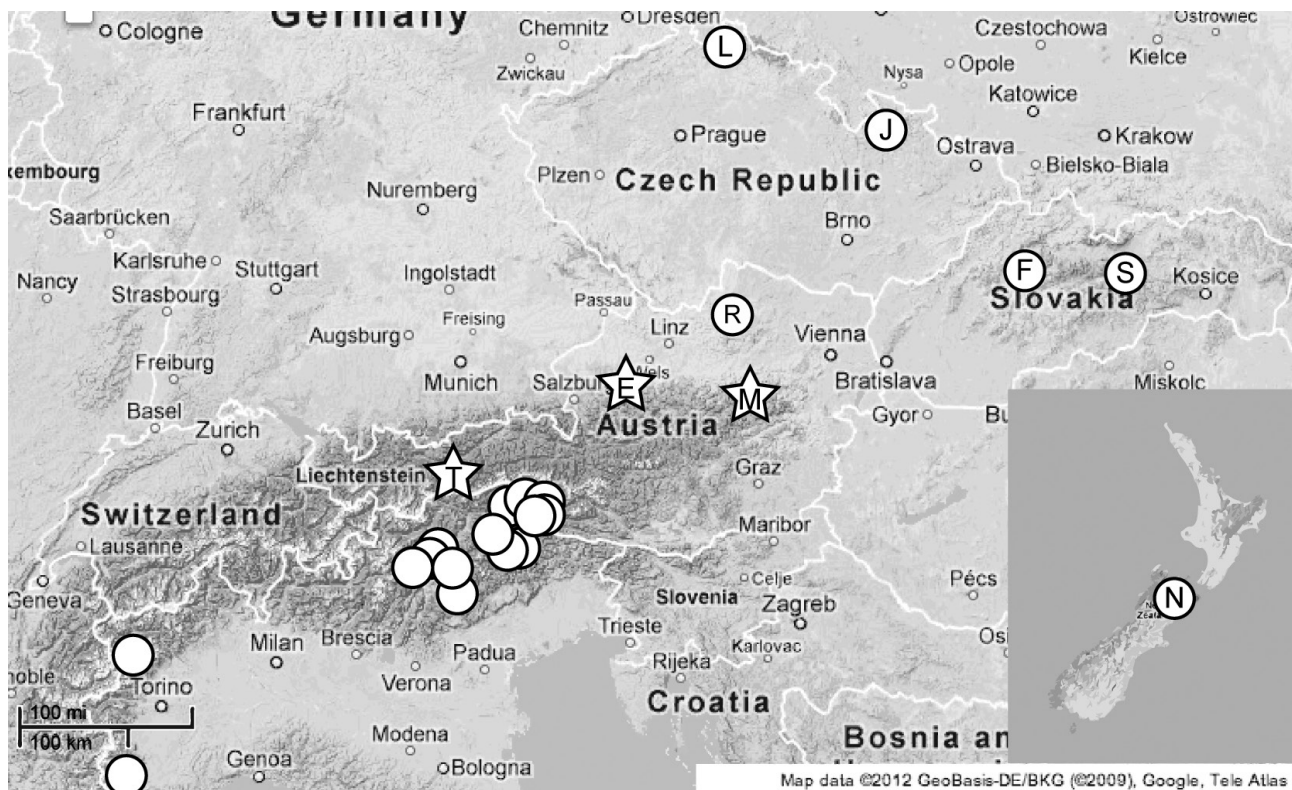 Germany
Cologne
Chemnitz
Dresden
L
Czestochowa
Ostrowiec
Zwickau
Kielce
Nysa
Opole
Frankfurt
Katowice
Prague
J
Krakow
Ostrava
xembourg
Plzen
Czech Republic
Bielsko-Biala
Nuremberg
Saarbrücken
Brno
Karlsruhe
Stuttgart
Ingolstadt
F
S
Kosice
Nancy
Strasbourg
Passau
Slovakia
Augsburg
Freising
Linz
R
Vienna
Freiburg
Munich
Salzburg
E
Wels
M
Bratislava
Miskolc
Basel
Zurich
Austria
Gyor
Bu
Liechtenstein
T
Graz
Switzerland
Lausanne
Maribor
Geneva
Celje
Pécs
Slovenia
Zagreb
N
Milan
Brescia
Trieste
Karlovac
Padua
Rijeka
Verona
noble
Torino
Croatia
100 mi
100 km
Modena
Bosnia an
Genoa
Bologna
Map data ©2012 GeoBasis-DE/BKG (©2009), Google, Tele Atlas